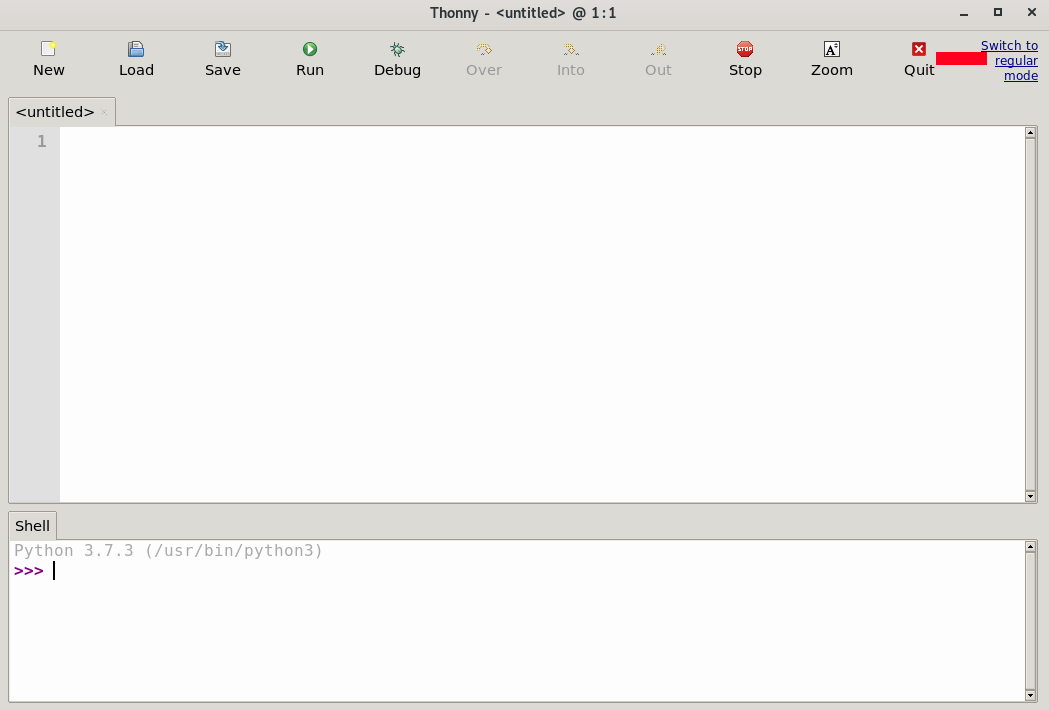 Thonny - <untitled> @ 1:1
New Load Save Run Debug Over Into Out Stop Zoom Quit
Switch to
regular
mode
<untitled>
1
Shell
Python 3.7.3 (/usr/bin/python3)
>>>